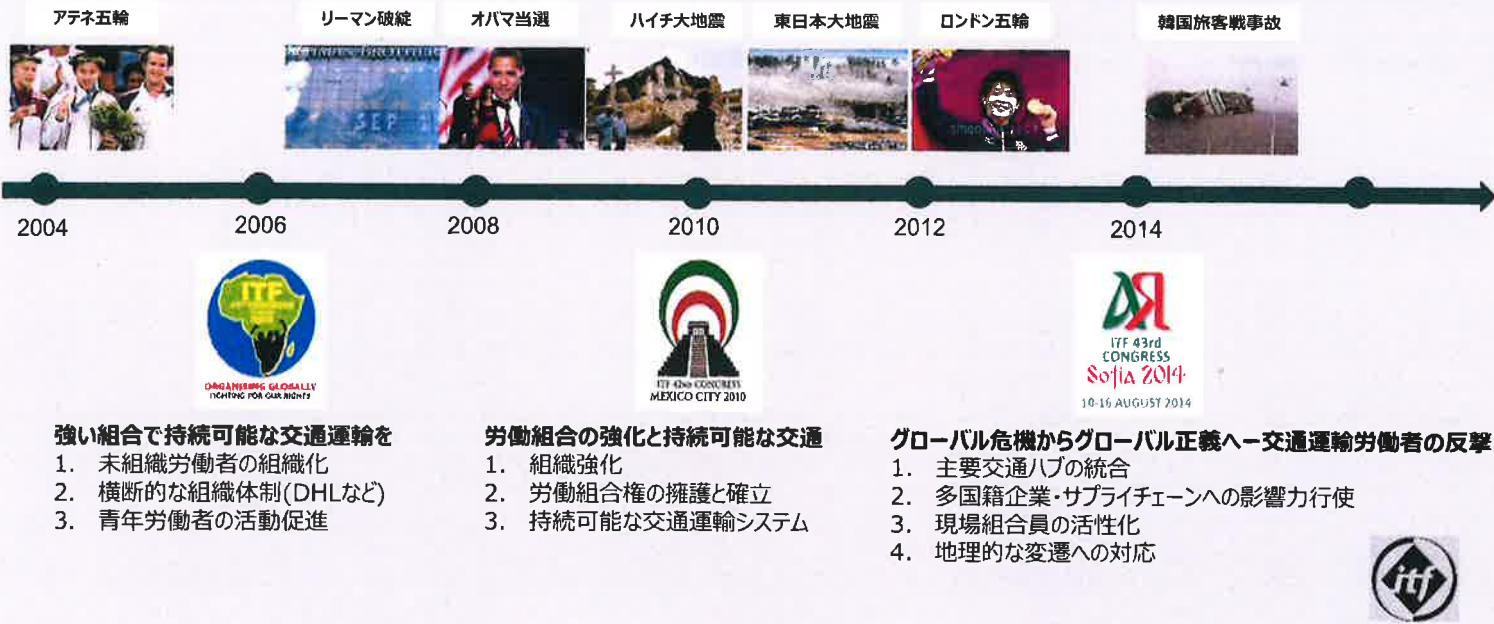 アテネ五輪
リーマン破綻
オバマ当選
ハイチ大地震
東日本大地震
ロンドン五輪
韓国旅客戦事故
SEP
itf
2004
2006
2008
2010
2012
2014
ITF
ORGANISING GLOBALLY
FIGHTING FOR OUR RIGHTS
ITF 42nd CONGRESS
MEXICO CITY 2010
ITF 43rd
CONGRESS
Sofia 2014
10-16 AUGUST 2014
強い組合で持続可能な交通運輸を
1. 未組織労働者の組織化
2. 横断的な組織体制(DHLなど)
3. 青年労働者の活動促進
労働組合の強化と持続可能な交通
1. 組織強化
2. 労働組合権の擁護と確立
3. 持続可能な交通運輸システム
グローバル危機からグローバル正義へー交通運輸労働者の反撃
1. 主要交通ハブの統合
2. 多国籍企業・サプライチェーンへの影響力行使
3. 現場組合員の活性化
4. 地理的な変遷への対応
itf